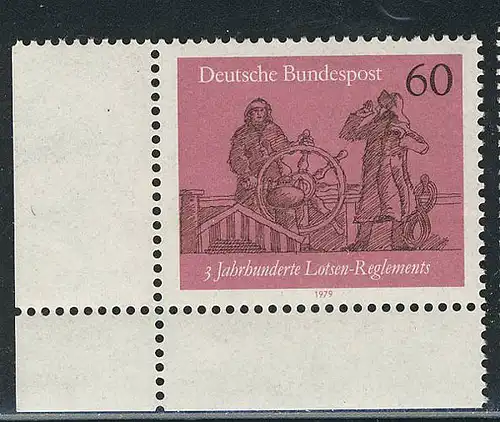 Deutsche Bundespost 60
3 Jahrhunderte Lotsen-Reglements
1979